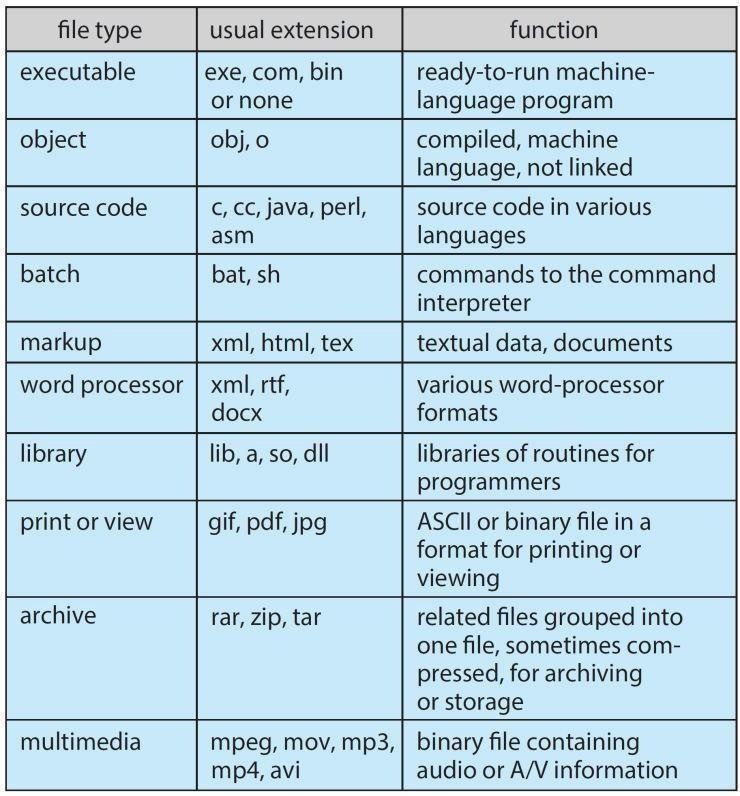 file type usual extension function
executable exe, com, bin ready-to-run machine-
or none language program
object obj, o compiled, machine
language, not linked
source code c, cc, java, perl, source code in various
asm languages
batch bat, sh commands to the command
interpreter
markup xml, html, tex textual data, documents
word processor xml, rtf, various word-processor
docx formats
library lib, a, so, dll libraries of routines for
programmers
print or view gif, pdf, jpg ASCII or binary file in a
format for printing or
viewing
archive rar, zip, tar related files grouped into
one file, sometimes com-
pressed, for archiving
or storage
multimedia mpeg, mov, mp3, binary file containing
mp4, avi audio or A/V information